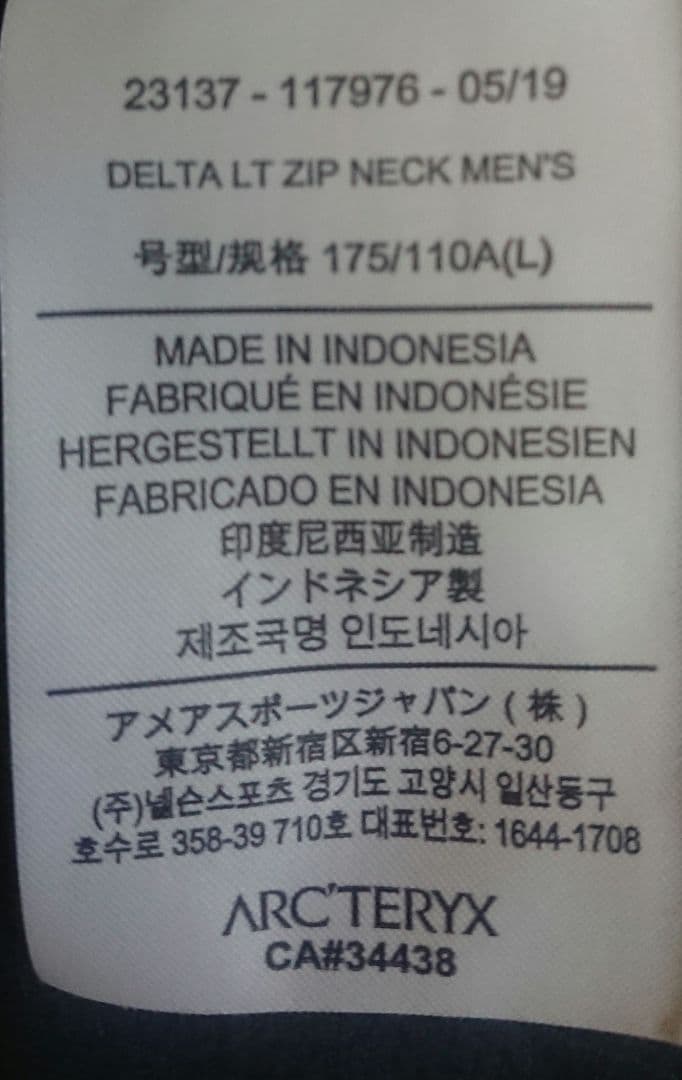 23137 - 117976 - 05/19
DELTA LT ZIP NECK MEN'S
号型/规格 175/110A(L)
MADE IN INDONESIA
FABRIQUÉ EN INDONÉSIE
HERGESTELLT IN INDONESIEN
FABRICADO EN INDONESIA
印度尼西亚制造
インドネシア製
제조국명 인도네시아
アメアスポーツジャパン ( 株 )
東京都新宿区新宿6-27-30
(주)넬슨스포츠 경기도 고양시 일산동구
호수로 358-39 710호 대표번호: 1644-1708
ARC'TERYX
CA#34438